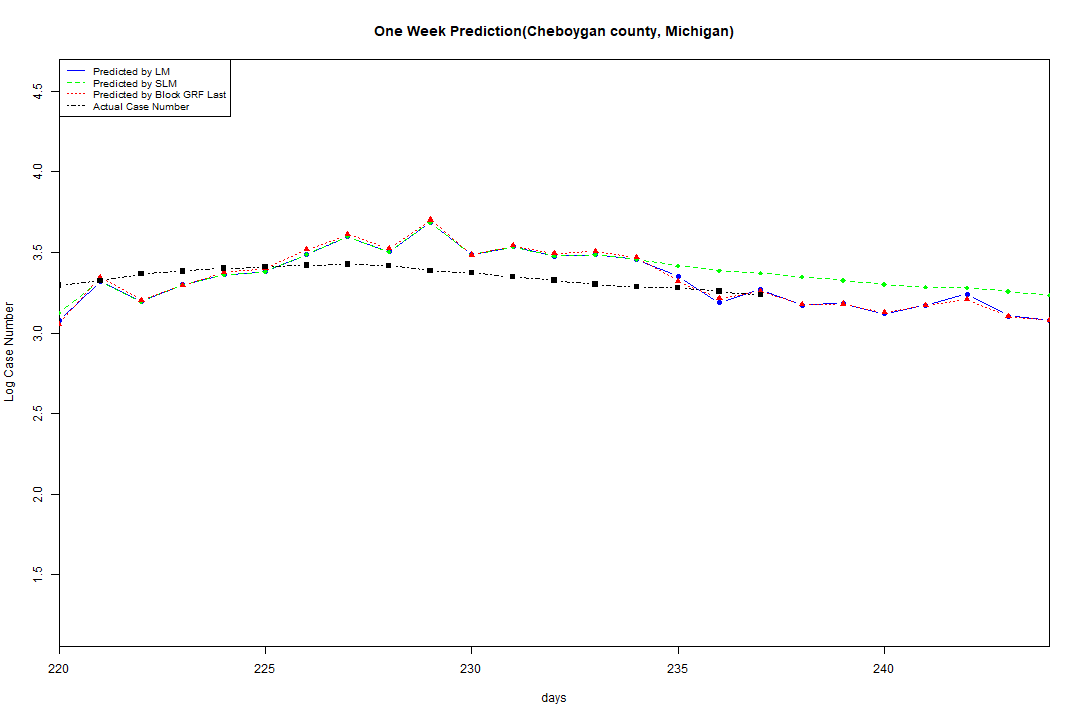 One Week Prediction(Cheboygan county, Michigan)
Predicted by LM
Predicted by SLM
Predicted by Block GRF Last
Actual Case Number
4.5
4.0
3.5
3.0
2.5
2.0
1.5
Log Case Number
220 225 230 235 240
days